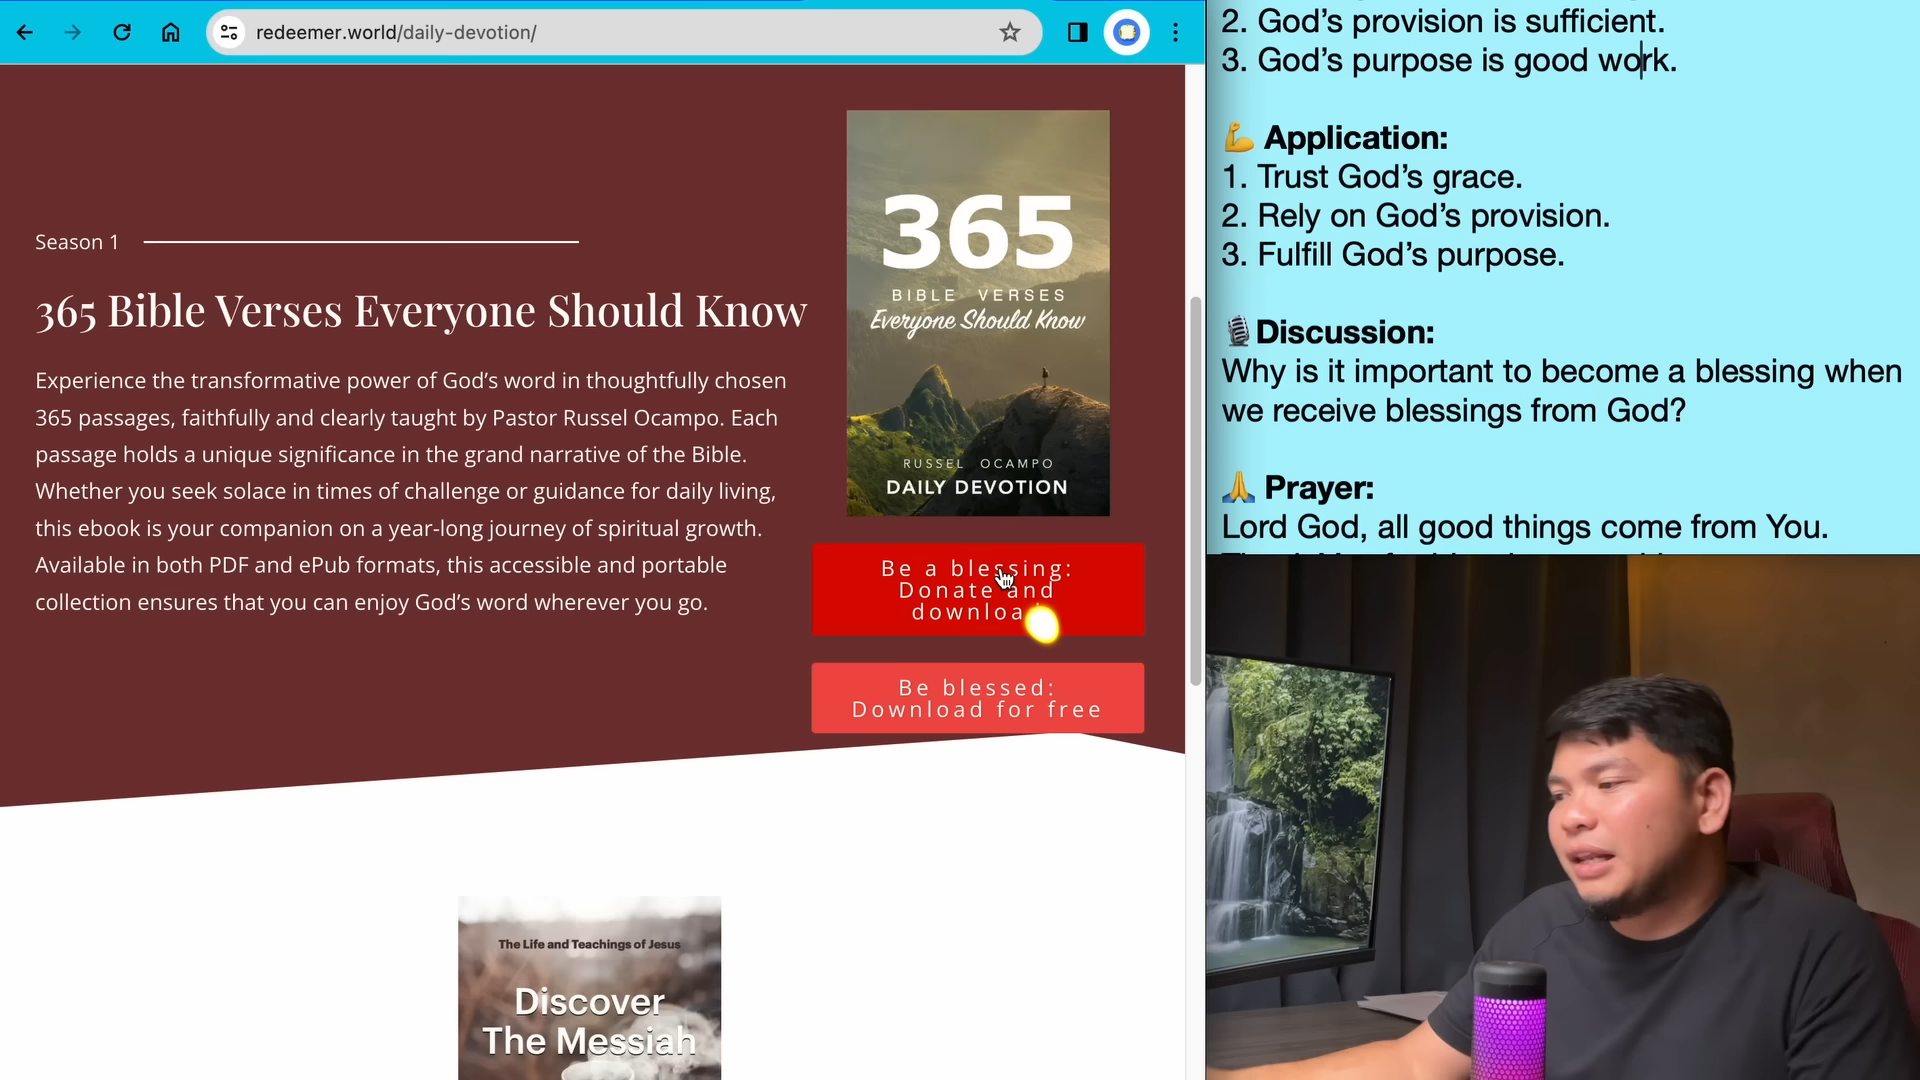 redeemer.world/daily-devotion/
Season 1
365 Bible Verses Everyone Should Know
Experience the transformative power of God’s word in thoughtfully chosen
365 passages, faithfully and clearly taught by Pastor Russel Ocampo. Each
passage holds a unique significance in the grand narrative of the Bible.
Whether you seek solace in times of challenge or guidance for daily living,
this ebook is your companion on a year-long journey of spiritual growth.
Available in both PDF and ePub formats, this accessible and portable
collection ensures that you can enjoy God’s word wherever you go.
365
BIBLE VERSES
Everyone Should Know
RUSSEL OCAMPO
DAILY DEVOTION
Be a blessing:
Donate and
download
Be blessed:
Download for free
The Life and Teachings of Jesus
Discover
The Messiah
2. God’s provision is sufficient.
3. God’s purpose is good work.
💪 Application:
1. Trust God’s grace.
2. Rely on God’s provision.
3. Fulfill God’s purpose.
🎙Discussion:
Why is it important to become a blessing when
we receive blessings from God?
🙏 Prayer:
Lord God, all good things come from You.